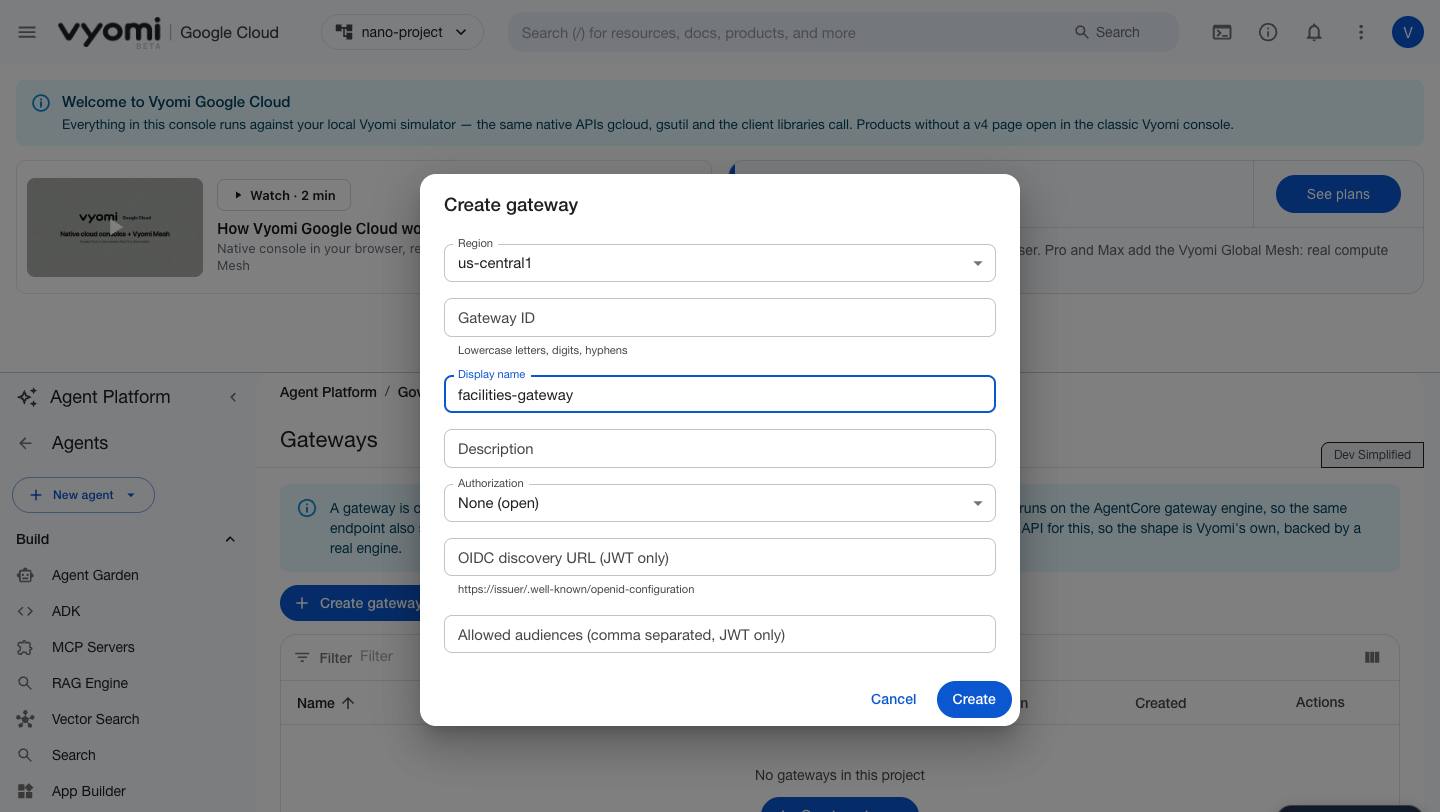 vyomi
BETA
Google Cloud
nano-project
Search (/) for resources, docs, products, and more
Search
V
Welcome to Vyomi Google Cloud
Everything in this console runs against your local Vyomi simulator — the same native APIs gcloud, gsutil and the client libraries call. Products without a v4 page open in the classic Vyomi console.
vyomi Google Cloud
Native cloud consoles + Vyomi Mesh
Watch · 2 min
How Vyomi Google Cloud wo
Native console in your browser, re
Mesh
See plans
ser. Pro and Max add the Vyomi Global Mesh: real compute
Create gateway
Region
us-central1
Gateway ID
Lowercase letters, digits, hyphens
Display name
facilities-gateway
Description
Authorization
None (open)
OIDC discovery URL (JWT only)
https://issuer/.well-known/openid-configuration
Allowed audiences (comma separated, JWT only)
Cancel
Create
Agent Platform
Agents
New agent
Build
Agent Garden
ADK
MCP Servers
RAG Engine
Vector Search
Search
App Builder
Agent Platform / Gov
Gateways
Dev Simplified
A gateway is o
runs on the AgentCore gateway engine, so the same
endpoint also
API for this, so the shape is Vyomi's own, backed by a
real engine.
Create gateway
Filter
Filter
Name
n
Created
Actions
No gateways in this project